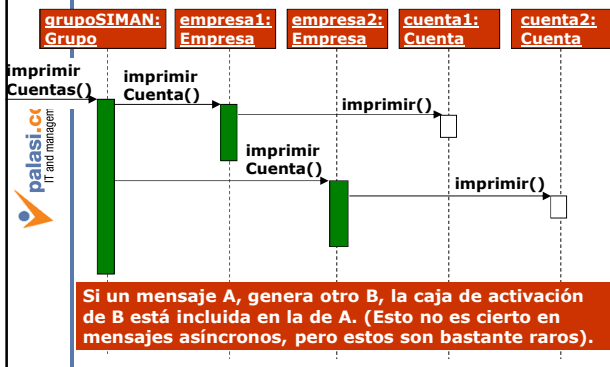 grupoSIMAN:
Grupo
empresa1:
Empresa
empresa2:
Empresa
cuenta1:
Cuenta
cuenta2:
Cuenta
imprimir
Cuentas()
imprimir
Cuenta()
imprimir()
imprimir
Cuenta()
imprimir()
palasi.co
IT and managem
Si un mensaje A, genera otro B, la caja de activación
de B está incluida en la de A. (Esto no es cierto en
mensajes asíncronos, pero estos son bastante raros).